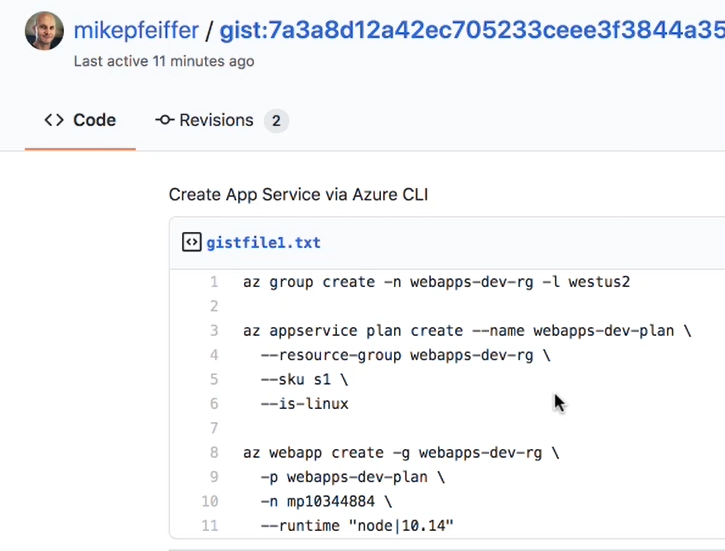 mikepfeiffer / gist:7a3a8d12a42ec705233ceee3f3844a35
Last active 11 minutes ago
<> Code Revisions 2
Create App Service via Azure CLI
gistfile1.txt
1 az group create -n webapps-dev-rg -l westus2
2
3 az appservice plan create --name webapps-dev-plan \
4 --resource-group webapps-dev-rg \
5 --sku s1 \
6 --is-linux
7
8 az webapp create -g webapps-dev-rg \
9 -p webapps-dev-plan \
10 -n mp10344884 \
11 --runtime "node|10.14"